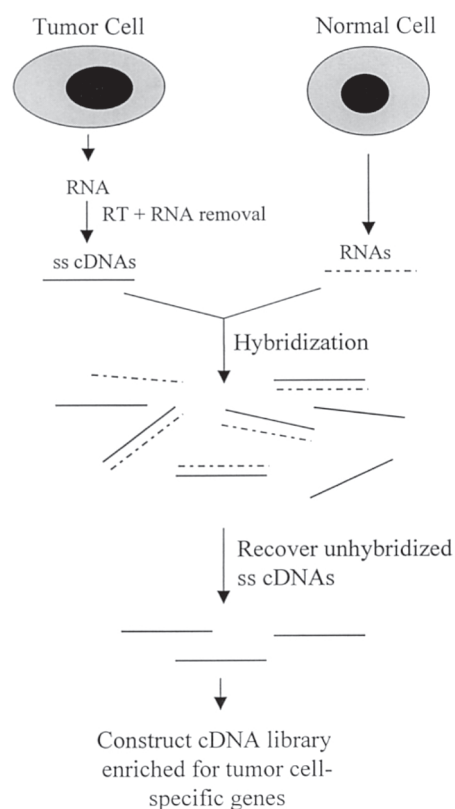 Tumor Cell
Normal Cell
RNA
RT + RNA removal
ss cDNAs
RNAs
Hybridization
Recover unhybridized
ss cDNAs
Construct cDNA library
enriched for tumor cell-
specific genes